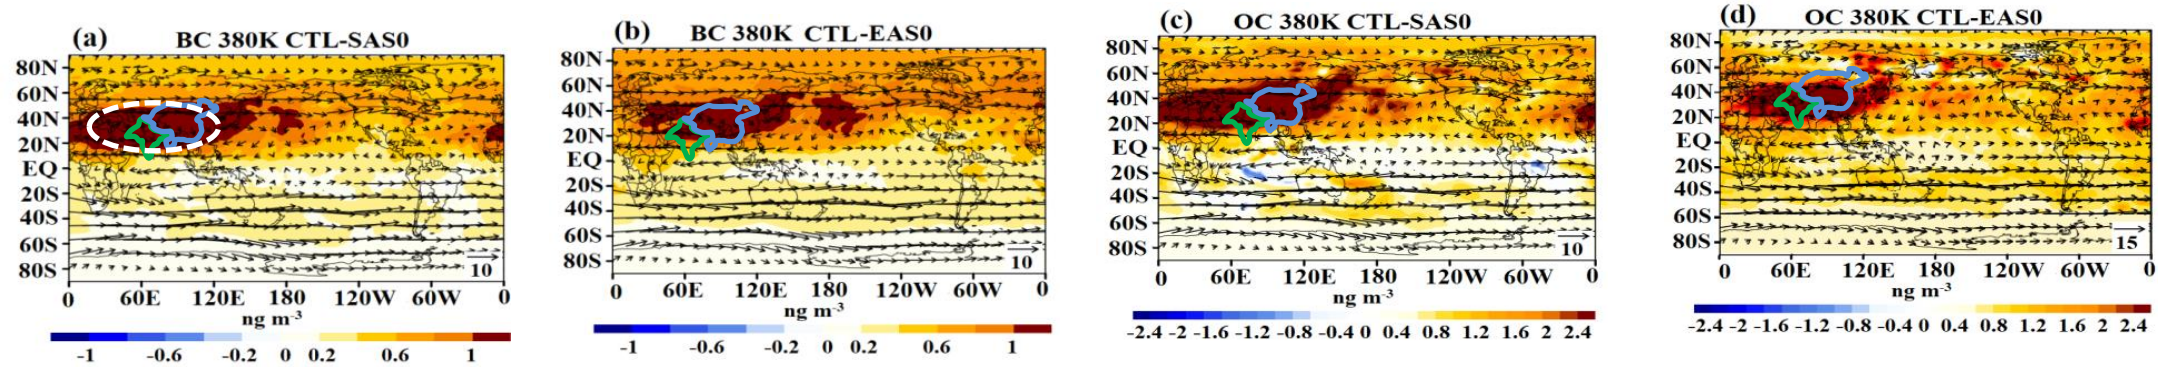 (a) BC 380K CTL-SAS0
80N
60N
40N
20N
EQ
20S
40S
60S
80S
10
0 60E 120E 180 120W 60W 0
ng m-3
-1 -0.6 -0.2 0 0.2 0.6 1
(b) BC 380K CTL-EAS0
80N
60N
40N
20N
EQ
20S
40S
60S
80S
10
0 60E 120E 180 120W 60W 0
ng m-3
-1 -0.6 -0.2 0 0.2 0.6 1
(c) OC 380K CTL-SAS0
80N
60N
40N
20N
EQ
20S
40S
60S
80S
10
0 60E 120E 180 120W 60W 0
ng m-3
-2.4 -2 -1.6 -1.2 -0.8 -0.4 0 0.4 0.8 1.2 1.6 2 2.4
(d) OC 380K CTL-EAS0
80N
60N
40N
20N
EQ
20S
40S
60S
80S
15
0 60E 120E 180 120W 60W 0
ng m-3
-2.4 -2 -1.6 -1.2 -0.8 -0.4 0 0.4 0.8 1.2 1.6 2 2.4